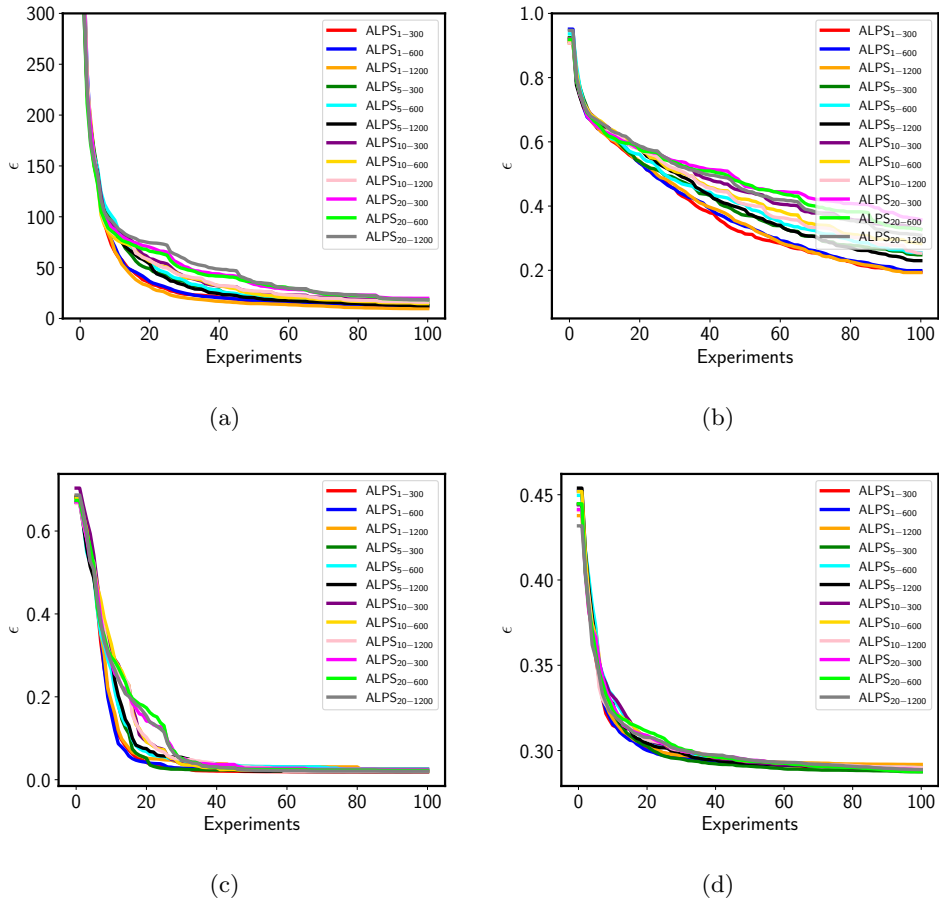 300
250
200
150
100
50
0
ϵ
0 20 40 60 80 100
Experiments
ALPS₁₋₃₀₀
ALPS₁₋₆₀₀
ALPS₁₋₁₂₀₀
ALPS₅₋₃₀₀
ALPS₅₋₆₀₀
ALPS₅₋₁₂₀₀
ALPS₁₀₋₃₀₀
ALPS₁₀₋₆₀₀
ALPS₁₀₋₁₂₀₀
ALPS₂₀₋₃₀₀
ALPS₂₀₋₆₀₀
ALPS₂₀₋₁₂₀₀
(a)
1.0
0.8
0.6
0.4
0.2
ϵ
0 20 40 60 80 100
Experiments
ALPS₁₋₃₀₀
ALPS₁₋₆₀₀
ALPS₁₋₁₂₀₀
ALPS₅₋₃₀₀
ALPS₅₋₆₀₀
ALPS₅₋₁₂₀₀
ALPS₁₀₋₃₀₀
ALPS₁₀₋₆₀₀
ALPS₁₀₋₁₂₀₀
ALPS₂₀₋₃₀₀
ALPS₂₀₋₆₀₀
ALPS₂₀₋₁₂₀₀
(b)
0.6
0.4
0.2
0.0
ϵ
0 20 40 60 80 100
Experiments
ALPS₁₋₃₀₀
ALPS₁₋₆₀₀
ALPS₁₋₁₂₀₀
ALPS₅₋₃₀₀
ALPS₅₋₆₀₀
ALPS₅₋₁₂₀₀
ALPS₁₀₋₃₀₀
ALPS₁₀₋₆₀₀
ALPS₁₀₋₁₂₀₀
ALPS₂₀₋₃₀₀
ALPS₂₀₋₆₀₀
ALPS₂₀₋₁₂₀₀
(c)
0.45
0.40
0.35
0.30
ϵ
0 20 40 60 80 100
Experiments
ALPS₁₋₃₀₀
ALPS₁₋₆₀₀
ALPS₁₋₁₂₀₀
ALPS₅₋₃₀₀
ALPS₅₋₆₀₀
ALPS₅₋₁₂₀₀
ALPS₁₀₋₃₀₀
ALPS₁₀₋₆₀₀
ALPS₁₀₋₁₂₀₀
ALPS₂₀₋₃₀₀
ALPS₂₀₋₆₀₀
ALPS₂₀₋₁₂₀₀
(d)